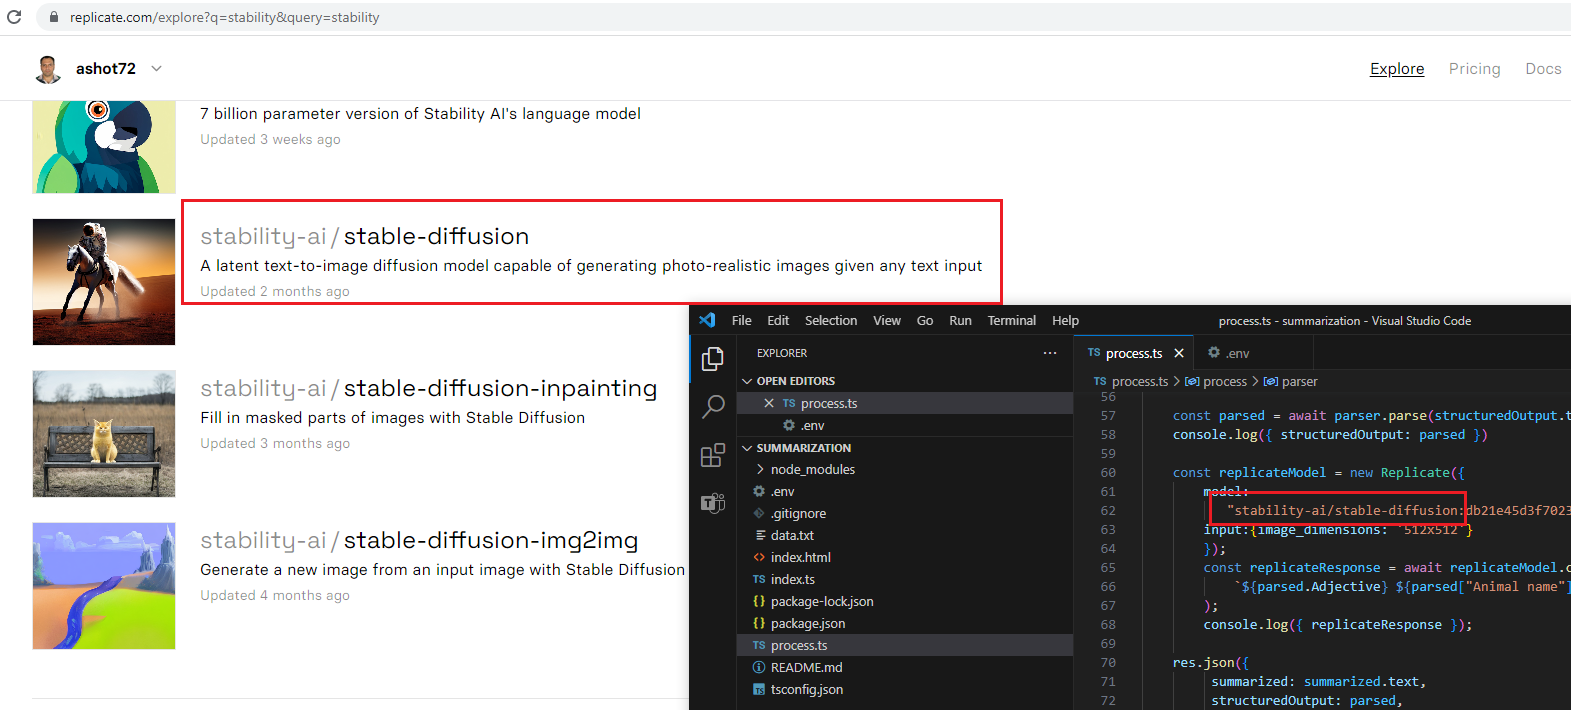 replicate.com/explore?q=stability&query=stability
ashot72
Explore Pricing Docs
7 billion parameter version of Stability AI's language model
Updated 3 weeks ago
stability-ai/stable-diffusion
A latent text-to-image diffusion model capable of generating photo-realistic images given any text input
Updated 2 months ago
stability-ai/stable-diffusion-inpainting
Fill in masked parts of images with Stable Diffusion
Updated 3 months ago
stability-ai/stable-diffusion-img2img
Generate a new image from an input image with Stable Diffusion
Updated 4 months ago
File Edit Selection View Go Run Terminal Help process.ts - summarization - Visual Studio Code
EXPLORER
OPEN EDITORS
TS process.ts
.env
SUMMARIZATION
node_modules
.env
.gitignore
data.txt
index.html
TS index.ts
package-lock.json
package.json
TS process.ts
README.md
tsconfig.json
TS process.ts .env
TS process.ts > process > parser
56
57 const parsed = await parser.parse(structuredOutput.t
58 console.log({ structuredOutput: parsed })
59
60 const replicateModel = new Replicate({
61 model:
62 "stability-ai/stable-diffusion:db21e45d3f7023
63 input:{image_dimensions: `512x512`}
64 });
65 const replicateResponse = await replicateModel.c
66 `${parsed.Adjective} ${parsed["Animal name"]
67 );
68 console.log({ replicateResponse });
69
70 res.json({
71 summarized: summarized.text,
72 structuredOutput: parsed,